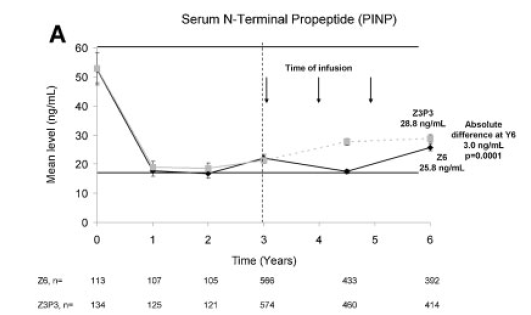 Serum N-Terminal Propeptide (PINP)
A
60
50
40
30
20
10
0
Mean level (ng/mL)
Time of infusion
Z3P3
28.8 ng/mL
Absolute
difference at Y6
3.0 ng/mL
p=0.0001
Z6
25.8 ng/mL
0 1 2 3 4 5 6
Time (Years)
Z6, n= 113 107 105 566 433 392
Z3P3, n= 134 125 121 574 460 414